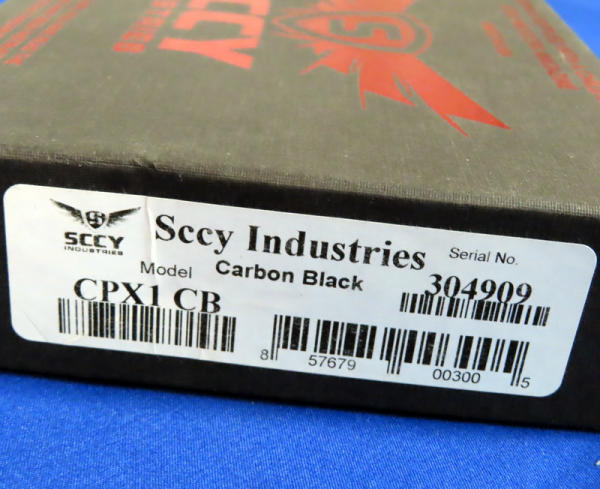 SCCY
SCCY
INDUSTRIES
Sccy Industries
Serial No.
Model Carbon Black
304909
CPX1 CB
8 57679 00300 5